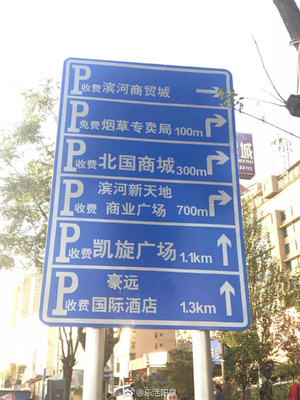 P 收费 滨河商贸城
P 免费 烟草专卖局 100m
P 收费 北国商城 300m
滨河新天地
P 收费 商业广场 700m
P 收费 凯旋广场 1.1km
豪远
P 收费 国际酒店 1.3km
城
@乐活阳泉